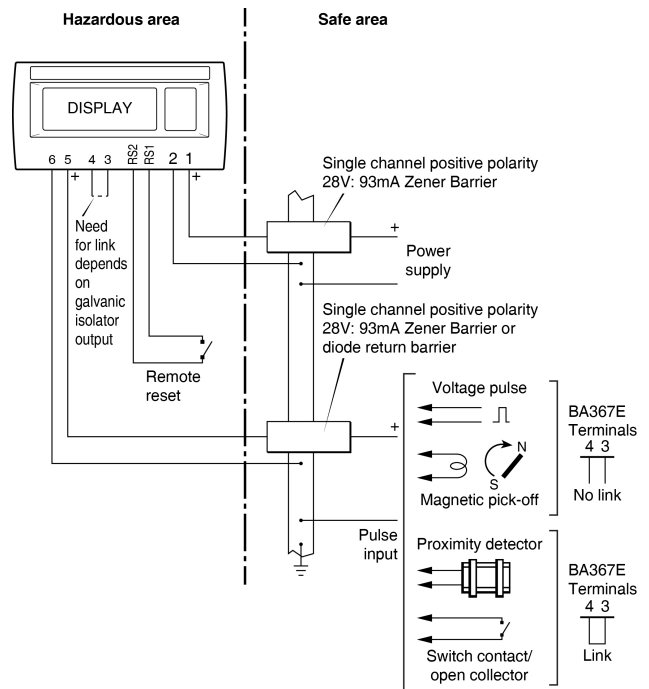 Hazardous area
Safe area
DISPLAY
6 5 4 3 RS2 RS1 2 1
+ +
Single channel positive polarity
28V: 93mA Zener Barrier
+
Power
supply
Need
for link
depends
on
galvanic
isolator
output
Single channel positive polarity
28V: 93mA Zener Barrier or
diode return barrier
Remote
reset
+
Voltage pulse
N
S
Magnetic pick-off
BA367E
Terminals
4 3
No link
Pulse
input
Proximity detector
Switch contact/
open collector
BA367E
Terminals
4 3
Link